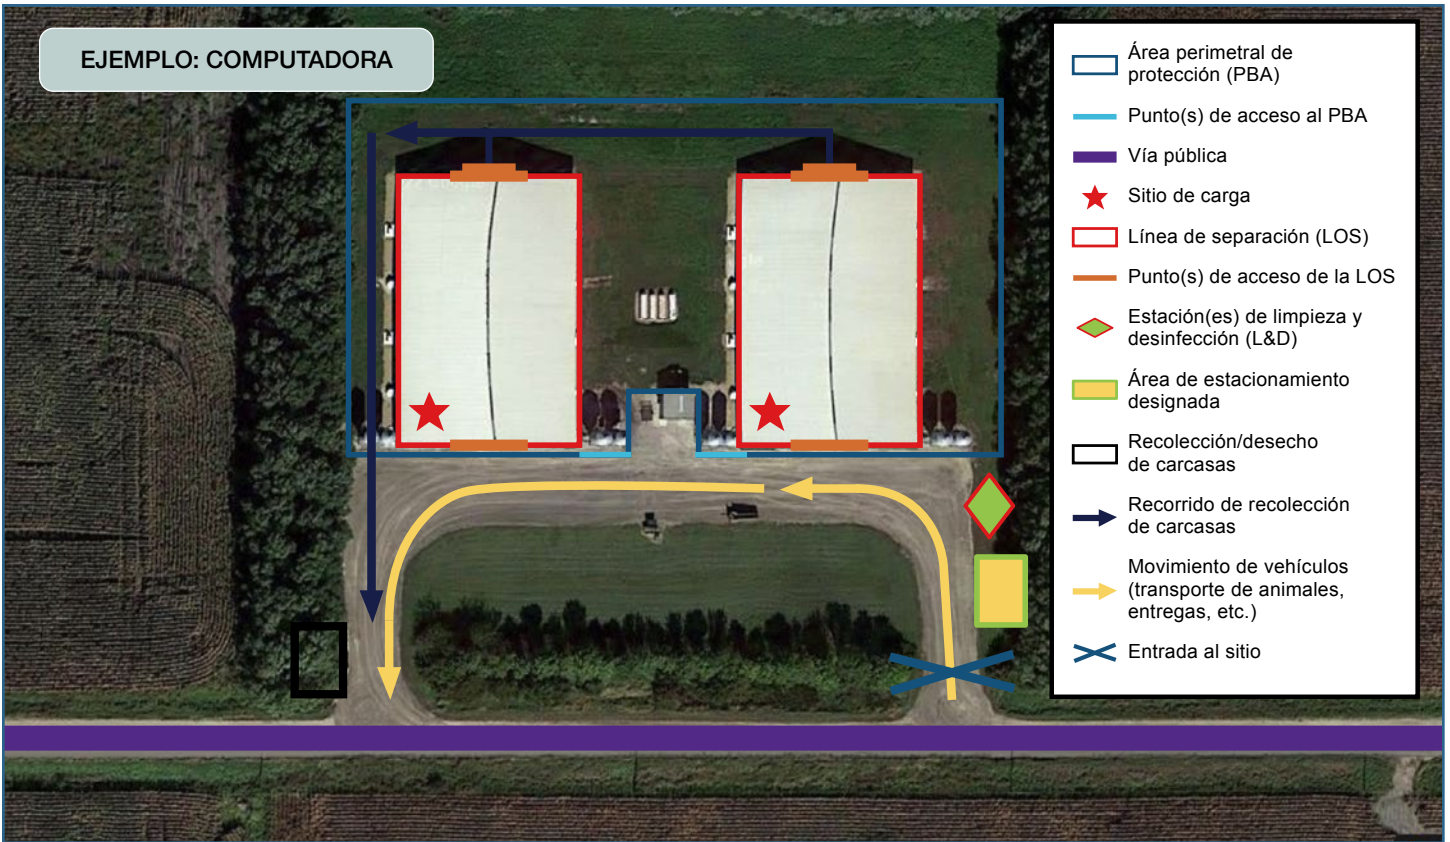 EJEMPLO: COMPUTADORA
Área perimetral de
protección (PBA)
Punto(s) de acceso al PBA
Vía pública
Sitio de carga
Línea de separación (LOS)
Punto(s) de acceso de la LOS
Estación(es) de limpieza y
desinfección (L&D)
Área de estacionamiento
designada
Recolección/desecho
de carcasas
Recorrido de recolección
de carcasas
Movimiento de vehículos
(transporte de animales,
entregas, etc.)
Entrada al sitio